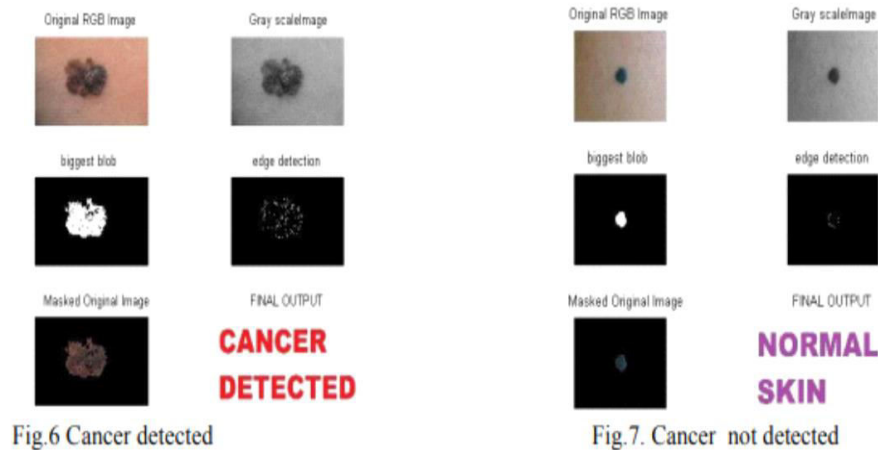 Original RGB Image
Gray scaleImage
biggest blob
edge detection
Masked Original Image
FINAL OUTPUT
CANCER
DETECTED
Fig.6 Cancer detected
Original RGB Image
Gray scaleImage
biggest blob
edge detection
Masked Original Image
FINAL OUTPUT
NORMAL
SKIN
Fig.7. Cancer not detected